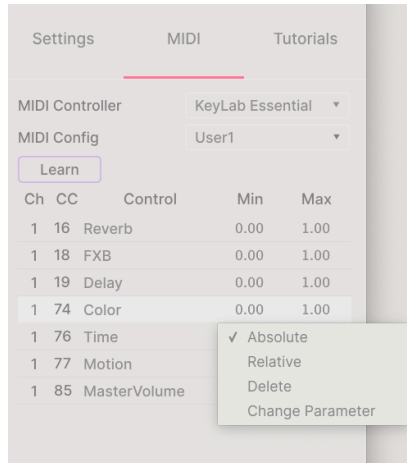 Settings MIDI Tutorials
MIDI Controller KeyLab Essential ▼
MIDI Config User1 ▼
Learn
Ch CC Control Min Max
1 16 Reverb 0.00 1.00
1 18 FXB 0.00 1.00
1 19 Delay 0.00 1.00
1 74 Color 0.00 1.00
1 76 Time ✓ Absolute
1 77 Motion Relative
1 85 MasterVolume Delete
Change Parameter